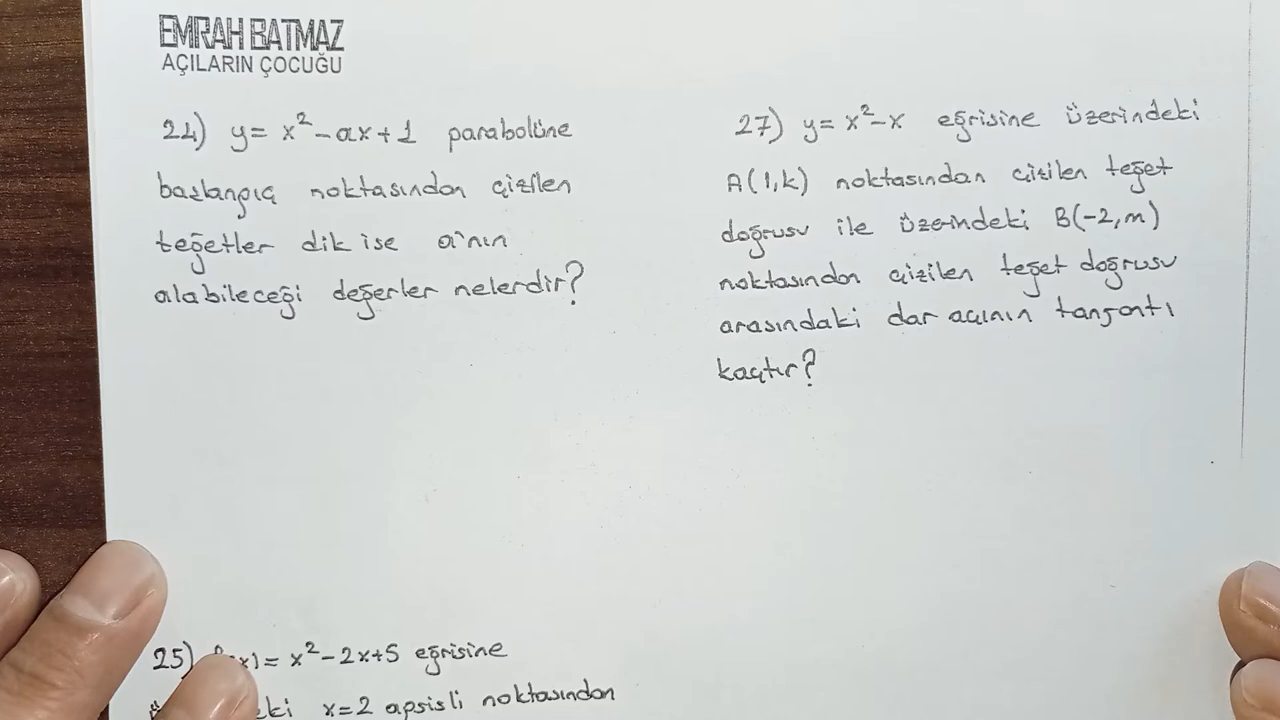 EMRAH BATMAZ
AÇILARIN ÇOCUĞU
24) y= x²-ax+1 parabolüne
başlangıç noktasından çizilen
teğetler dik ise a'nın
alabileceği değerler nelerdir?
27) y= x²-x eğrisine üzerindeki
A(1,k) noktasından çizilen teğet
doğrusu ile üzerindeki B(-2,m)
noktasından çizilen teğet doğrusu
arasındaki dar açının tanjantı
kaçtır?
25) = x²-2x+5 eğrisine
x=2 apsisli noktasından